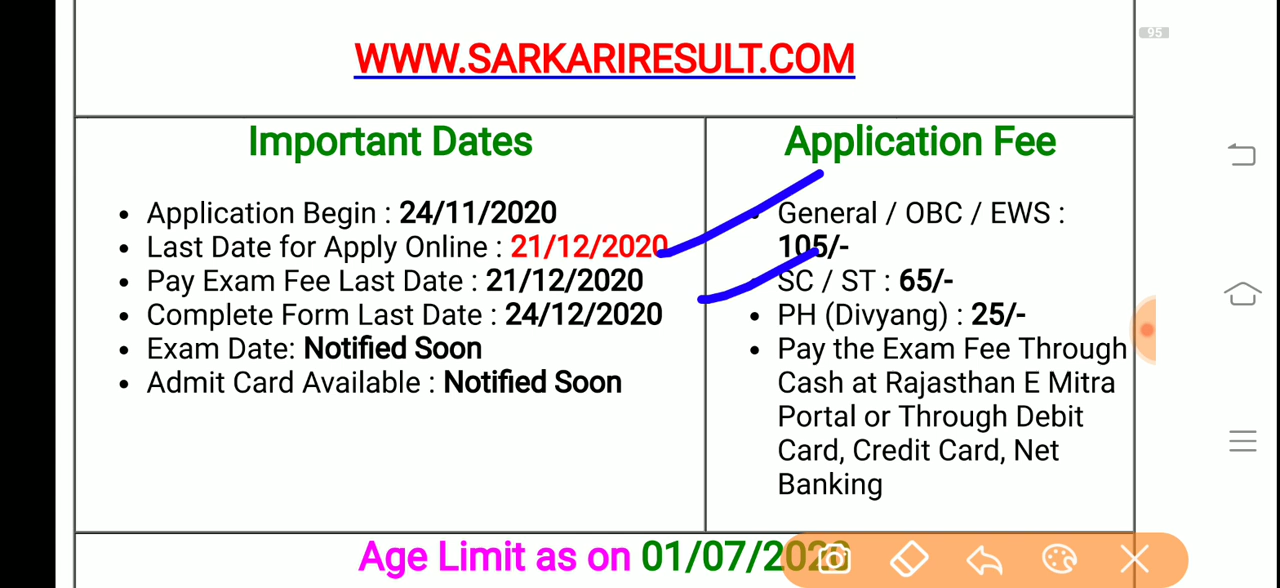 95
WWW.SARKARIRESULT.COM
Important Dates
Application Begin : 24/11/2020
Last Date for Apply Online : 21/12/2020
Pay Exam Fee Last Date : 21/12/2020
Complete Form Last Date : 24/12/2020
Exam Date: Notified Soon
Admit Card Available : Notified Soon
Application Fee
General / OBC / EWS :
105/-
SC / ST : 65/-
PH (Divyang) : 25/-
Pay the Exam Fee Through
Cash at Rajasthan E Mitra
Portal or Through Debit
Card, Credit Card, Net
Banking
Age Limit as on 01/07/2020